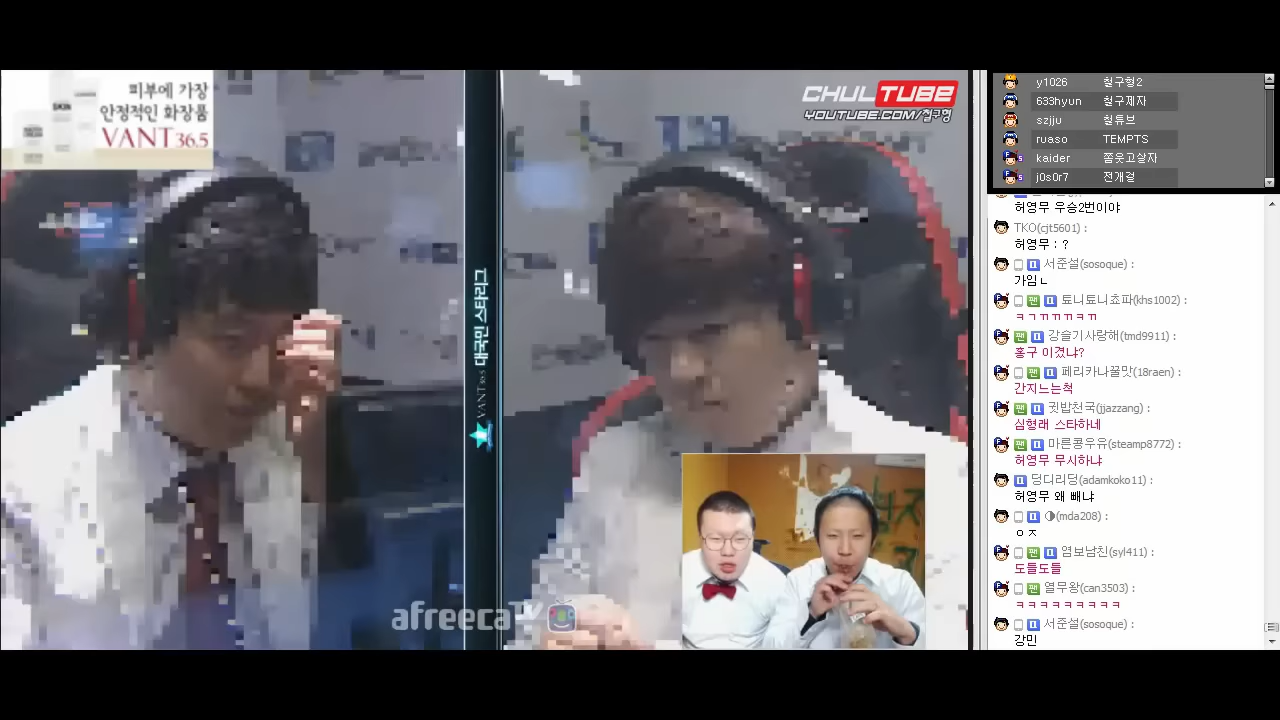 피부에 가장
안정적인 화장품
VANT 36.5
CHULTUBE
YOUTUBE.COM/철구형
VANT 36.5 대국민 스타리그
afreecaTV
y1026 철구형2
633hyun 철구제자
szjju 철튜브
ruaso TEMPTS
kaider 쫌웃고살자
j0s0r7 전개걸
허영무 우승2번이야
TKO(cjt5601) :
허영무 : ?
서준설(sosoque) :
가임ㄴ
토니토니쵸파(khs1002) :
ㅋㄱㄲㄲㄲㅋㄲ
강슬기사랑해(tmd9911) :
홍구 이겼냐?
페리카나꿀맛(18raen) :
간지느는척
귓밥천국(jjazzang) :
심형래 스타하네
마른콩우유(steamp8772) :
허영무 무시하냐
덩디리덩(adamkoko11) :
허영무 왜 빼냐
(mda208) :
ㅇㅈ
염보남친(syl411) :
도들도들
열무왕(can3503) :
ㅋㅋㅋㅋㅋㅋㅋㅋㅋ
서준설(sosoque) :
강민